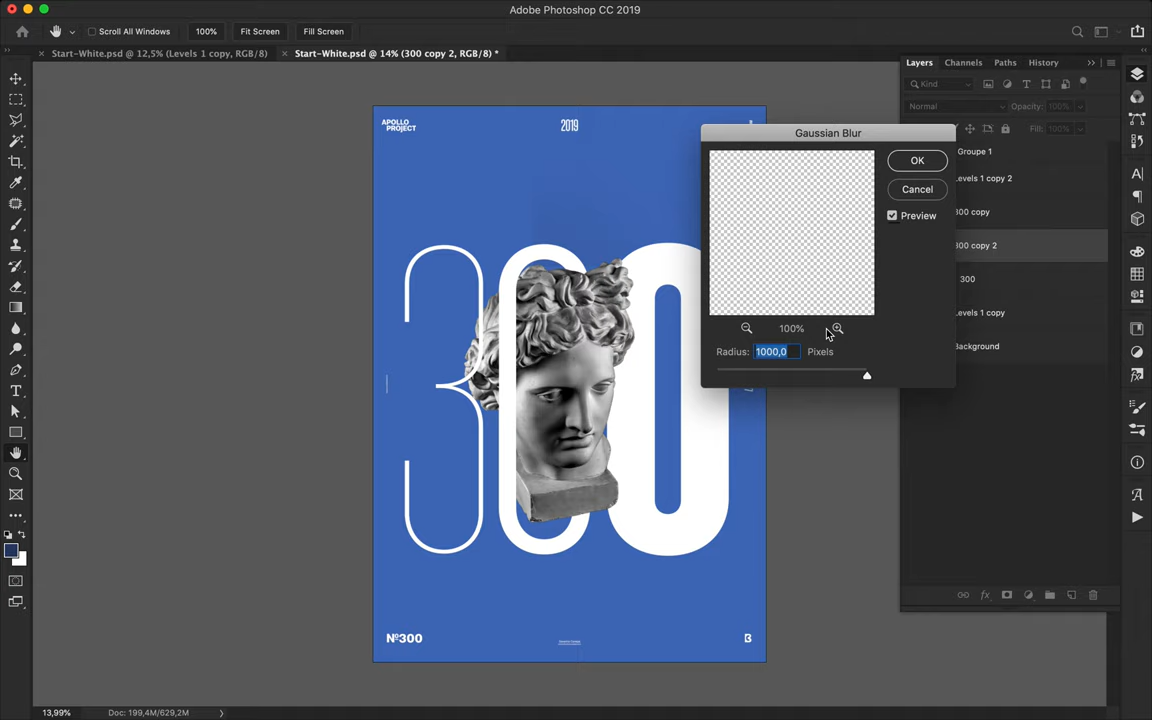 Adobe Photoshop CC 2019
Scroll All Windows
100%
Fit Screen
Fill Screen
Start-White.psd @ 12,5% (Levels 1 copy, RGB/8)
Start-White.psd @ 14% (300 copy 2, RGB/8) *
Layers
Channels
Paths
History
Kind
Normal
Opacity: 100%
Fill: 100%
Groupe 1
Levels 1 copy 2
300 copy
300 copy 2
300
Levels 1 copy
Background
Gaussian Blur
OK
Cancel
Preview
100%
Radius: 1000,0 Pixels
APOLLO
PROJECT
2019
300
Nº300
B
13,99%
Doc: 199,4M/629,2M